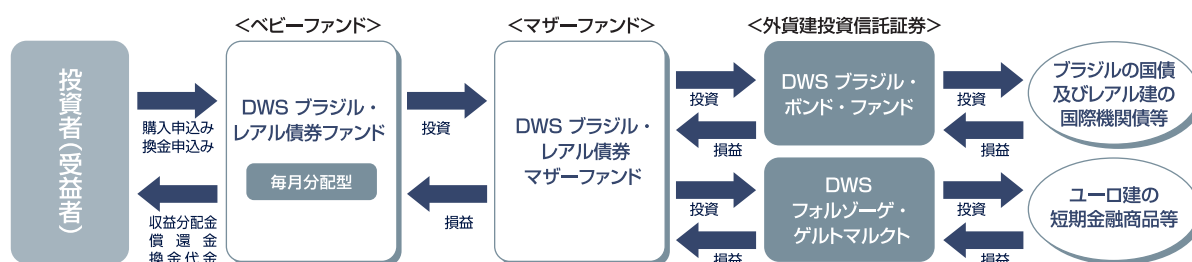 <ベビーファンド>
<マザーファンド>
<外貨建投資信託証券>
投資者(受益者)
購入申込み
換金申込み
収益分配金
償還金
換金代金
DWS ブラジル・
レアル債券ファンド
毎月分配型
投資
損益
DWS ブラジル・
レアル債券
マザーファンド
投資
損益
投資
損益
DWS ブラジル・
ボンド・ファンド
DWS
フォルゾーゲ・
ゲルトマルクト
投資
損益
投資
損益
ブラジルの国債
及びレアル建の
国際機関債等
ユーロ建の
短期金融商品等